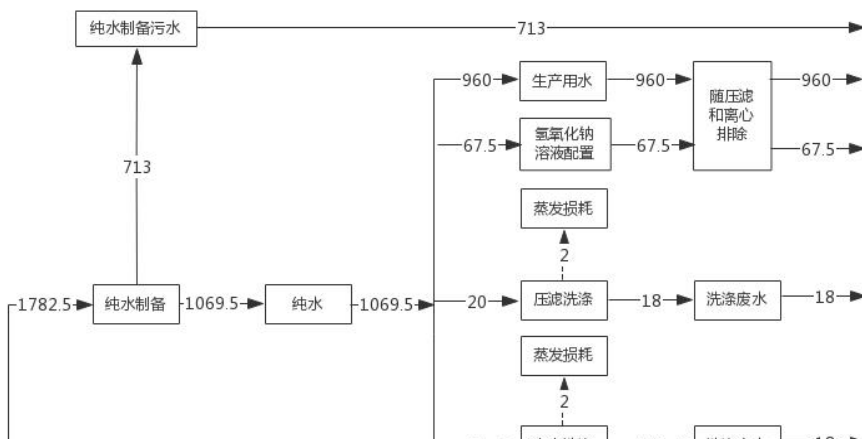 纯水制备污水
713
960
生产用水
960
随压滤
和离心
排除
960
67.5
氢氧化钠
溶液配置
67.5
67.5
713
蒸发损耗
2
1782.5
纯水制备
1069.5
纯水
1069.5
20
压滤洗涤
18
洗涤废水
18
蒸发损耗
2